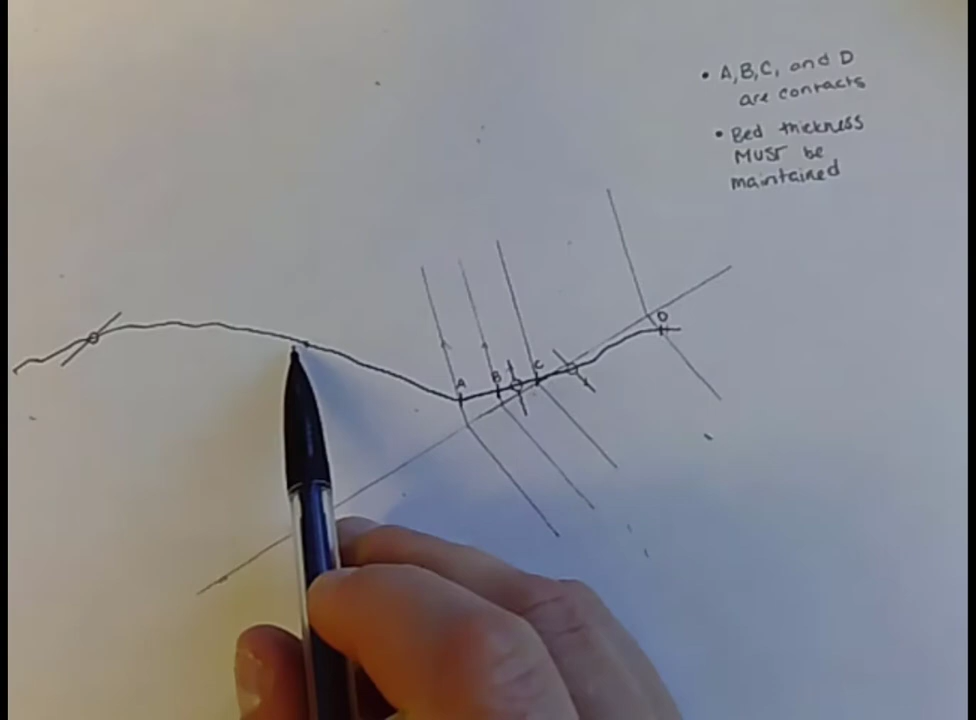 • A,B,C, and D
are contacts
• Bed thickness
MUST be
maintained
A
B
C
D